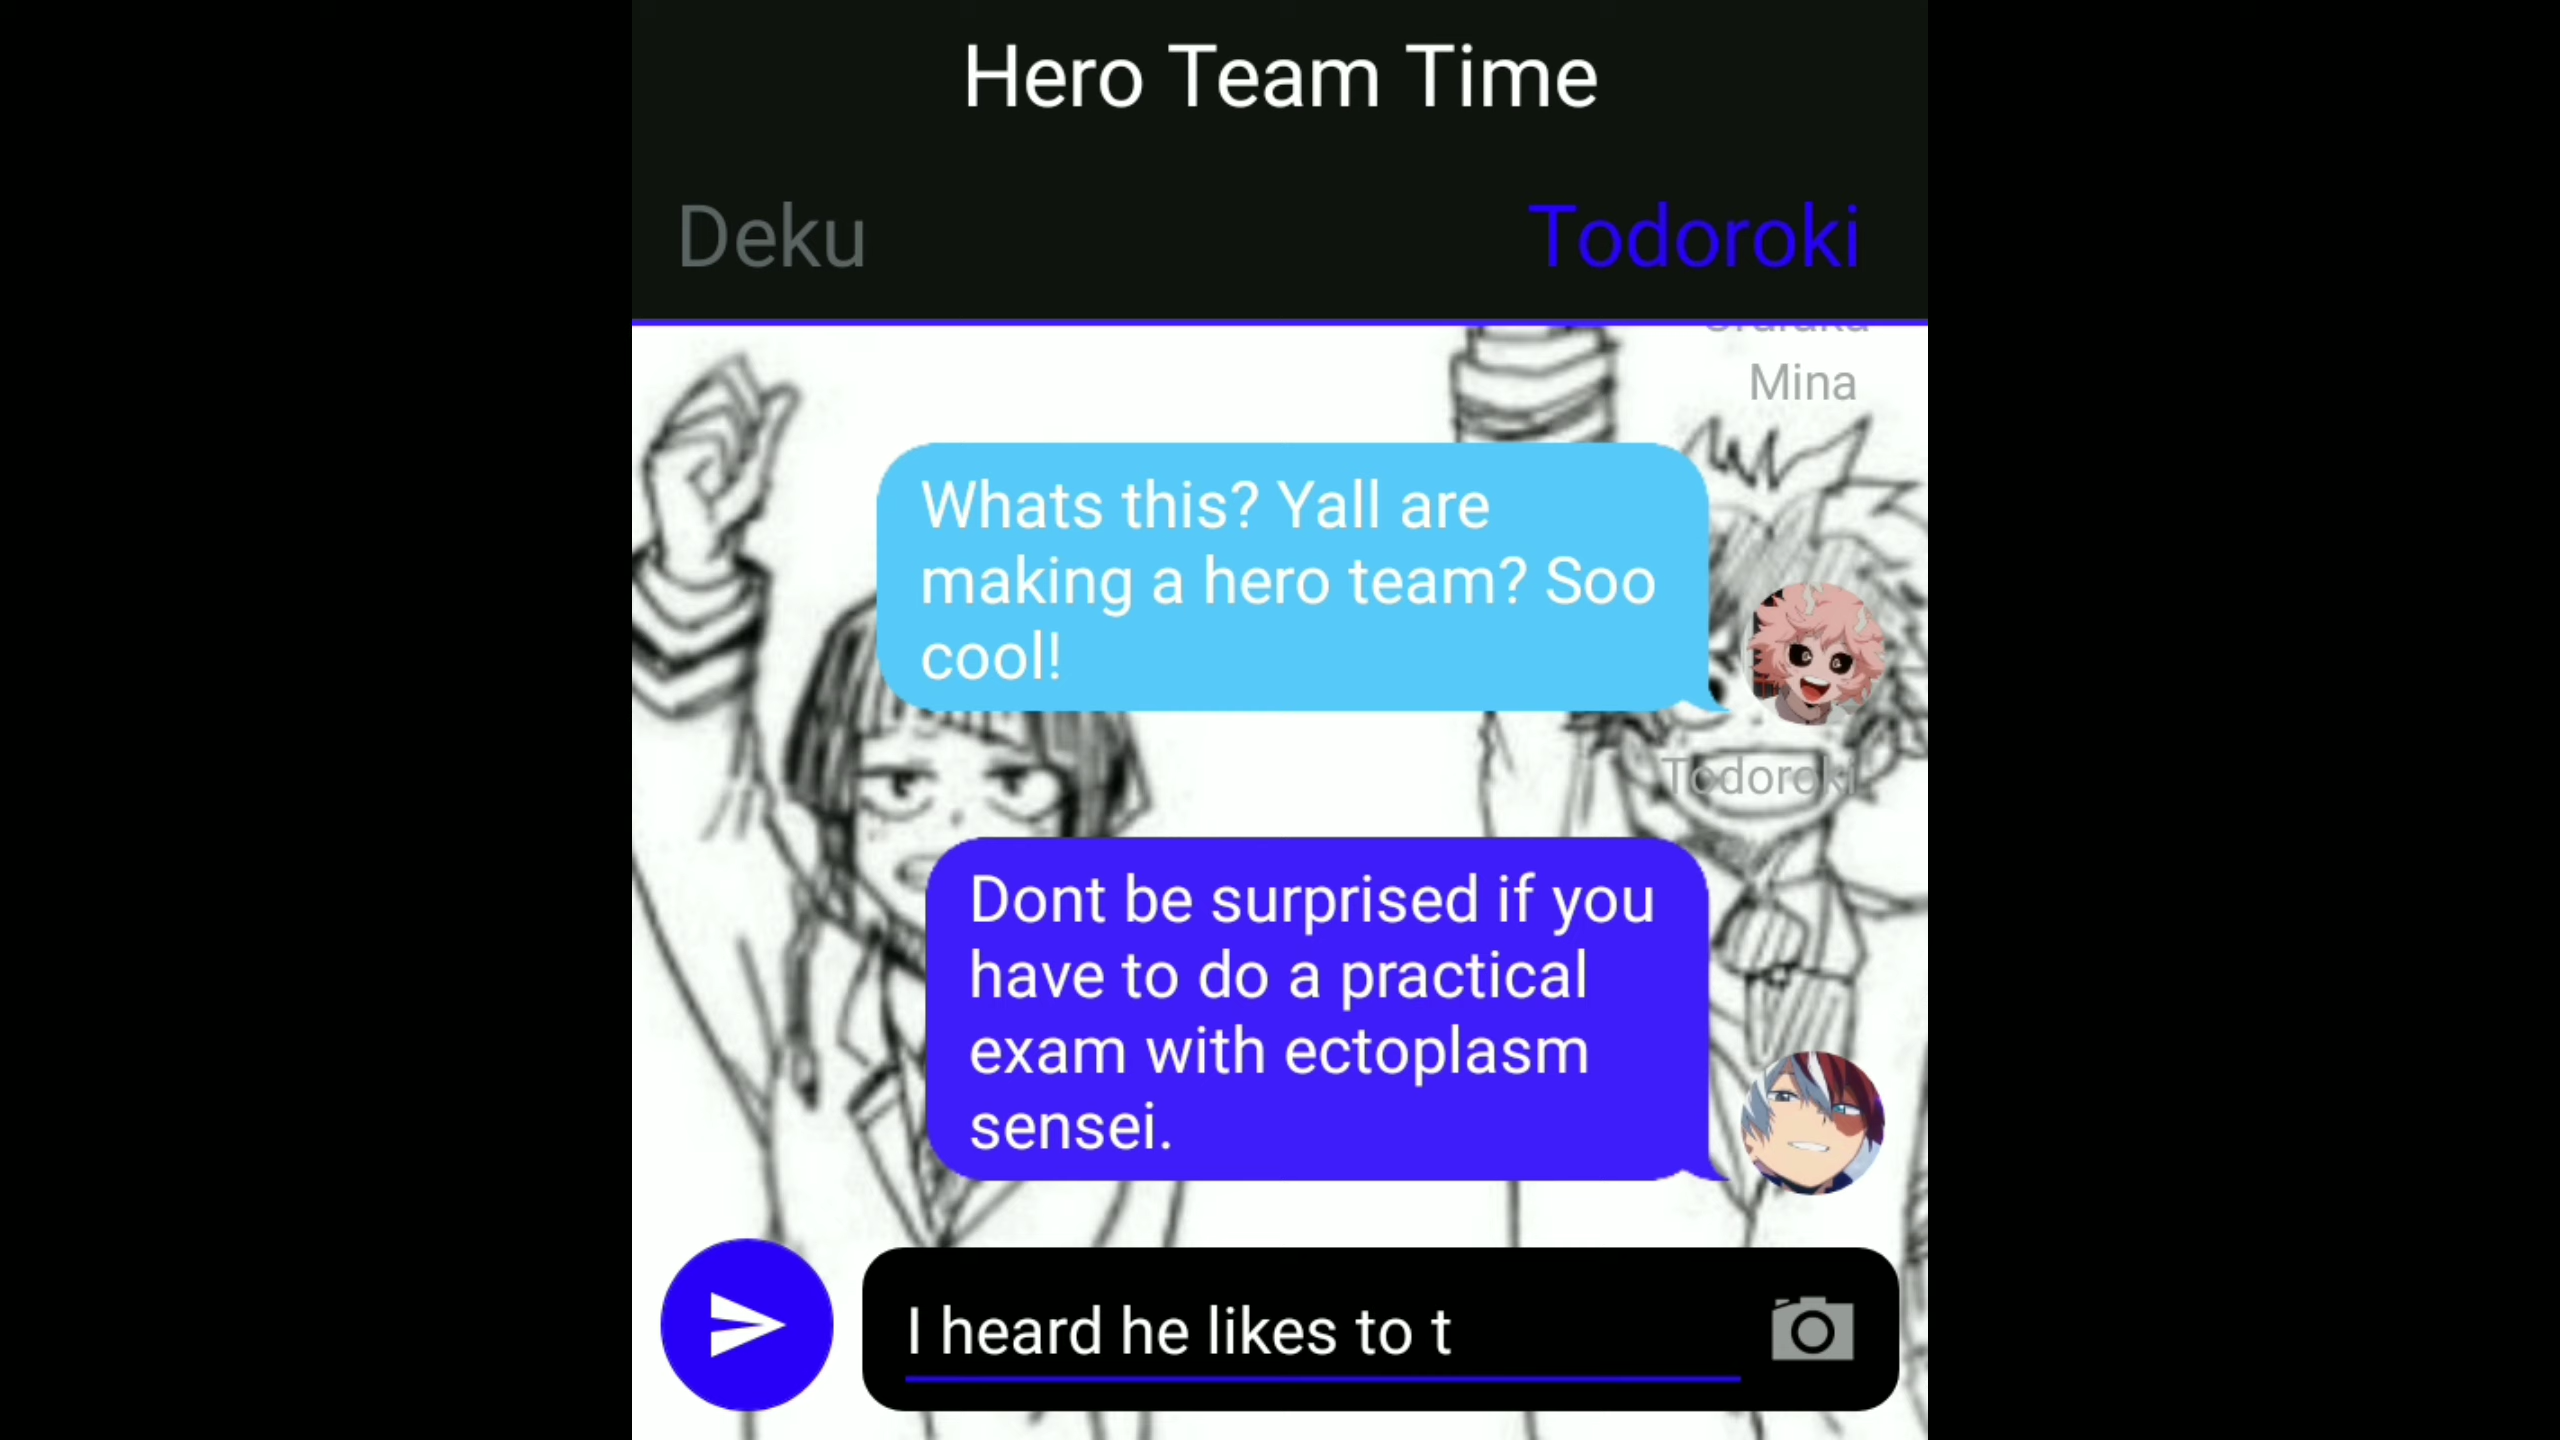 Hero Team Time
Deku
Todoroki
Mina
Whats this? Yall are
making a hero team? Soo
cool!
Todoroki
Dont be surprised if you
have to do a practical
exam with ectoplasm
sensei.
I heard he likes to t